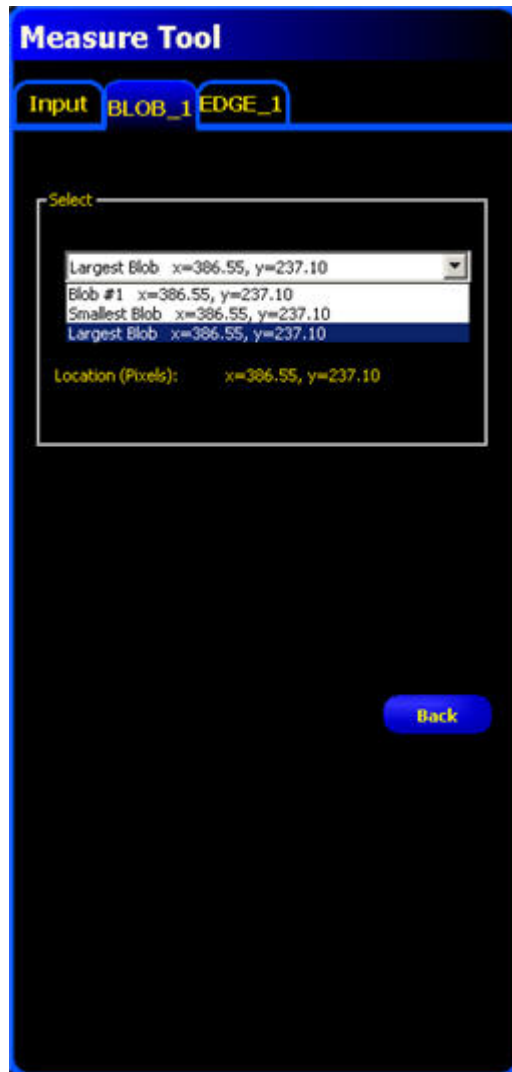 Measure Tool
Input BLOB_1 EDGE_1
Select
Largest Blob x=386.55, y=237.10
Blob #1 x=386.55, y=237.10
Smallest Blob x=386.55, y=237.10
Largest Blob x=386.55, y=237.10
Location (Pixels): x=386.55, y=237.10
Back